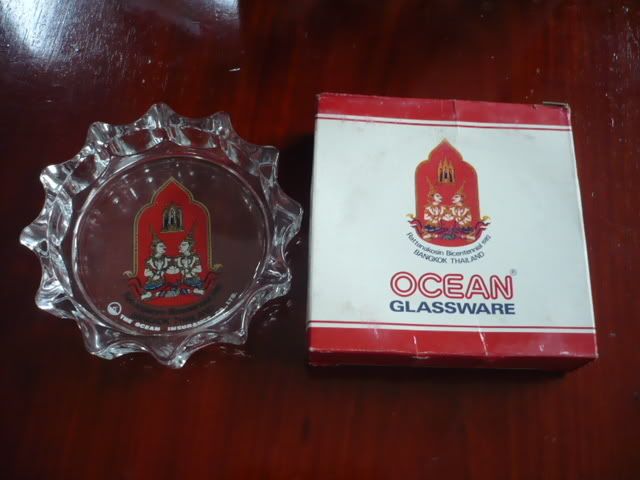 THE OCEAN INSURANCE CO., LTD.
Rattanakosin Bicentennial 1982
BANGKOK THAILAND
OCEAN®
GLASSWARE